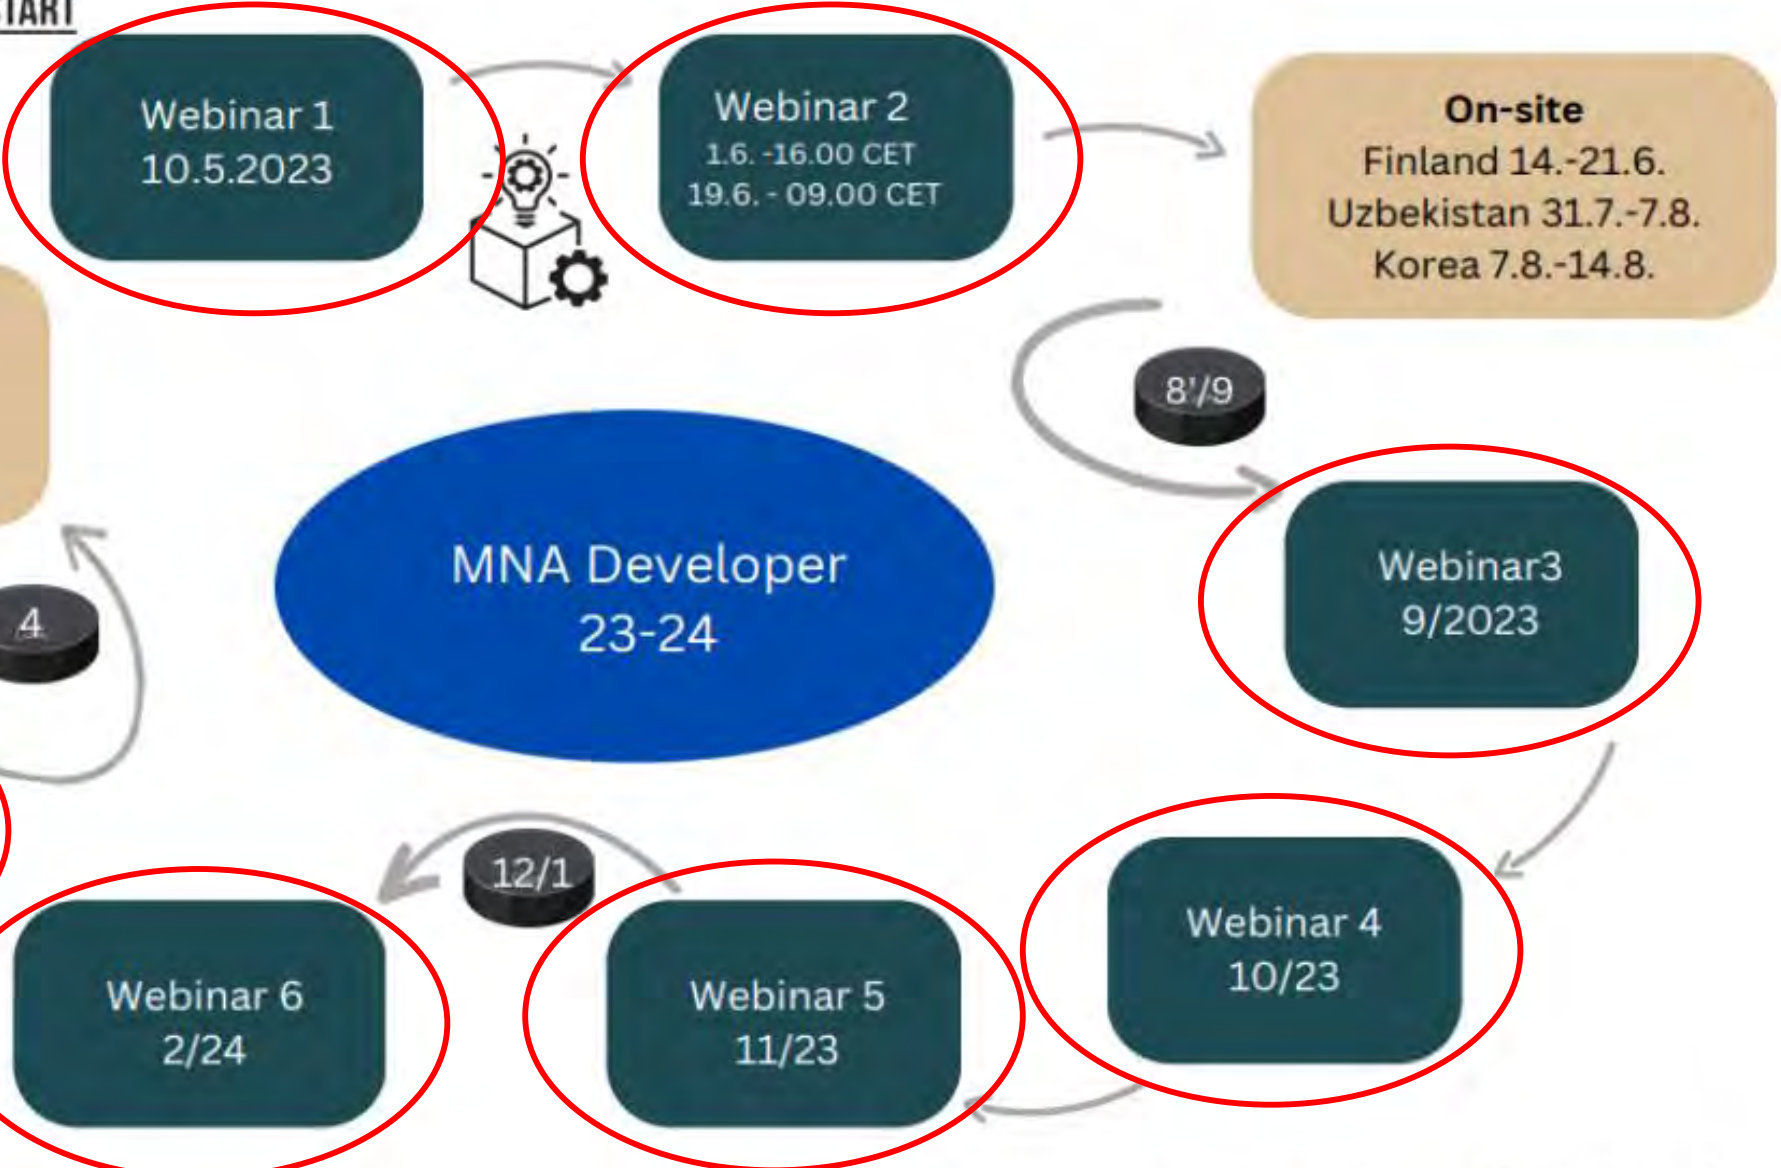 START
Webinar 1
10.5.2023
Webinar 2
1.6. -16.00 CET
19.6. - 09.00 CET
On-site
Finland 14.-21.6.
Uzbekistan 31.7.-7.8.
Korea 7.8.-14.8.
8'/9
Webinar3
9/2023
MNA Developer
23-24
4
Webinar 4
10/23
12/1
Webinar 5
11/23
Webinar 6
2/24